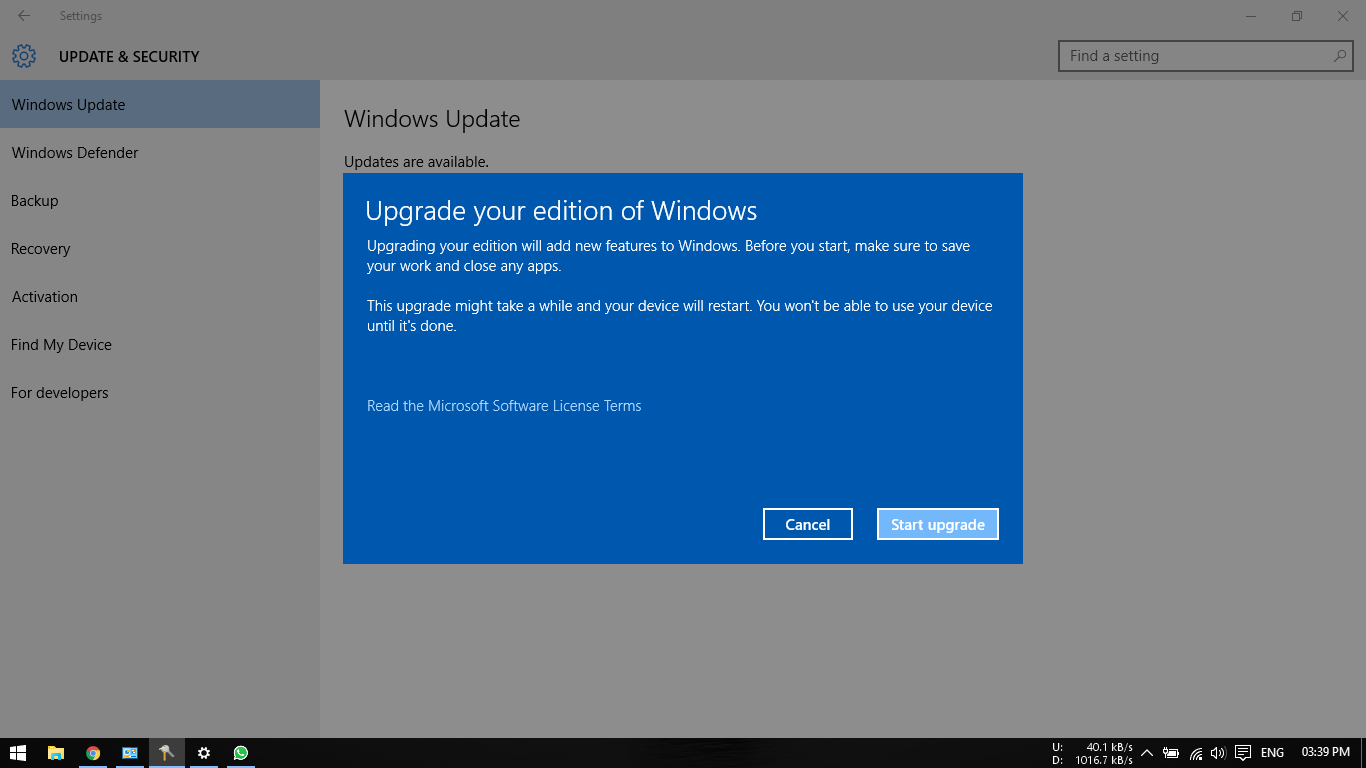 Settings
UPDATE & SECURITY
Find a setting
Windows Update
Windows Defender
Backup
Recovery
Activation
Find My Device
For developers
Windows Update
Updates are available.
Upgrade your edition of Windows
Upgrading your edition will add new features to Windows. Before you start, make sure to save
your work and close any apps.
This upgrade might take a while and your device will restart. You won't be able to use your device
until it's done.
Read the Microsoft Software License Terms
Cancel
Start upgrade
U: 40.1 kB/s
D: 1016.7 kB/s
ENG
03:39 PM